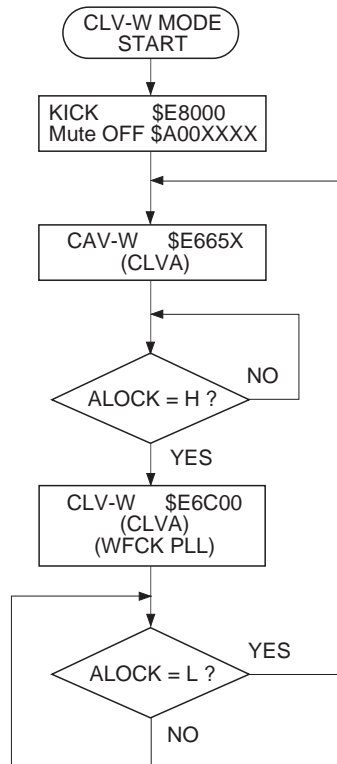 CLV-W MODE
START
KICK $E8000
Mute OFF $A00XXXX
CAV-W $E665X
(CLVA)
NO
ALOCK = H ?
YES
CLV-W $E6C00
(CLVA)
(WFCK PLL)
YES
ALOCK = L ?
NO